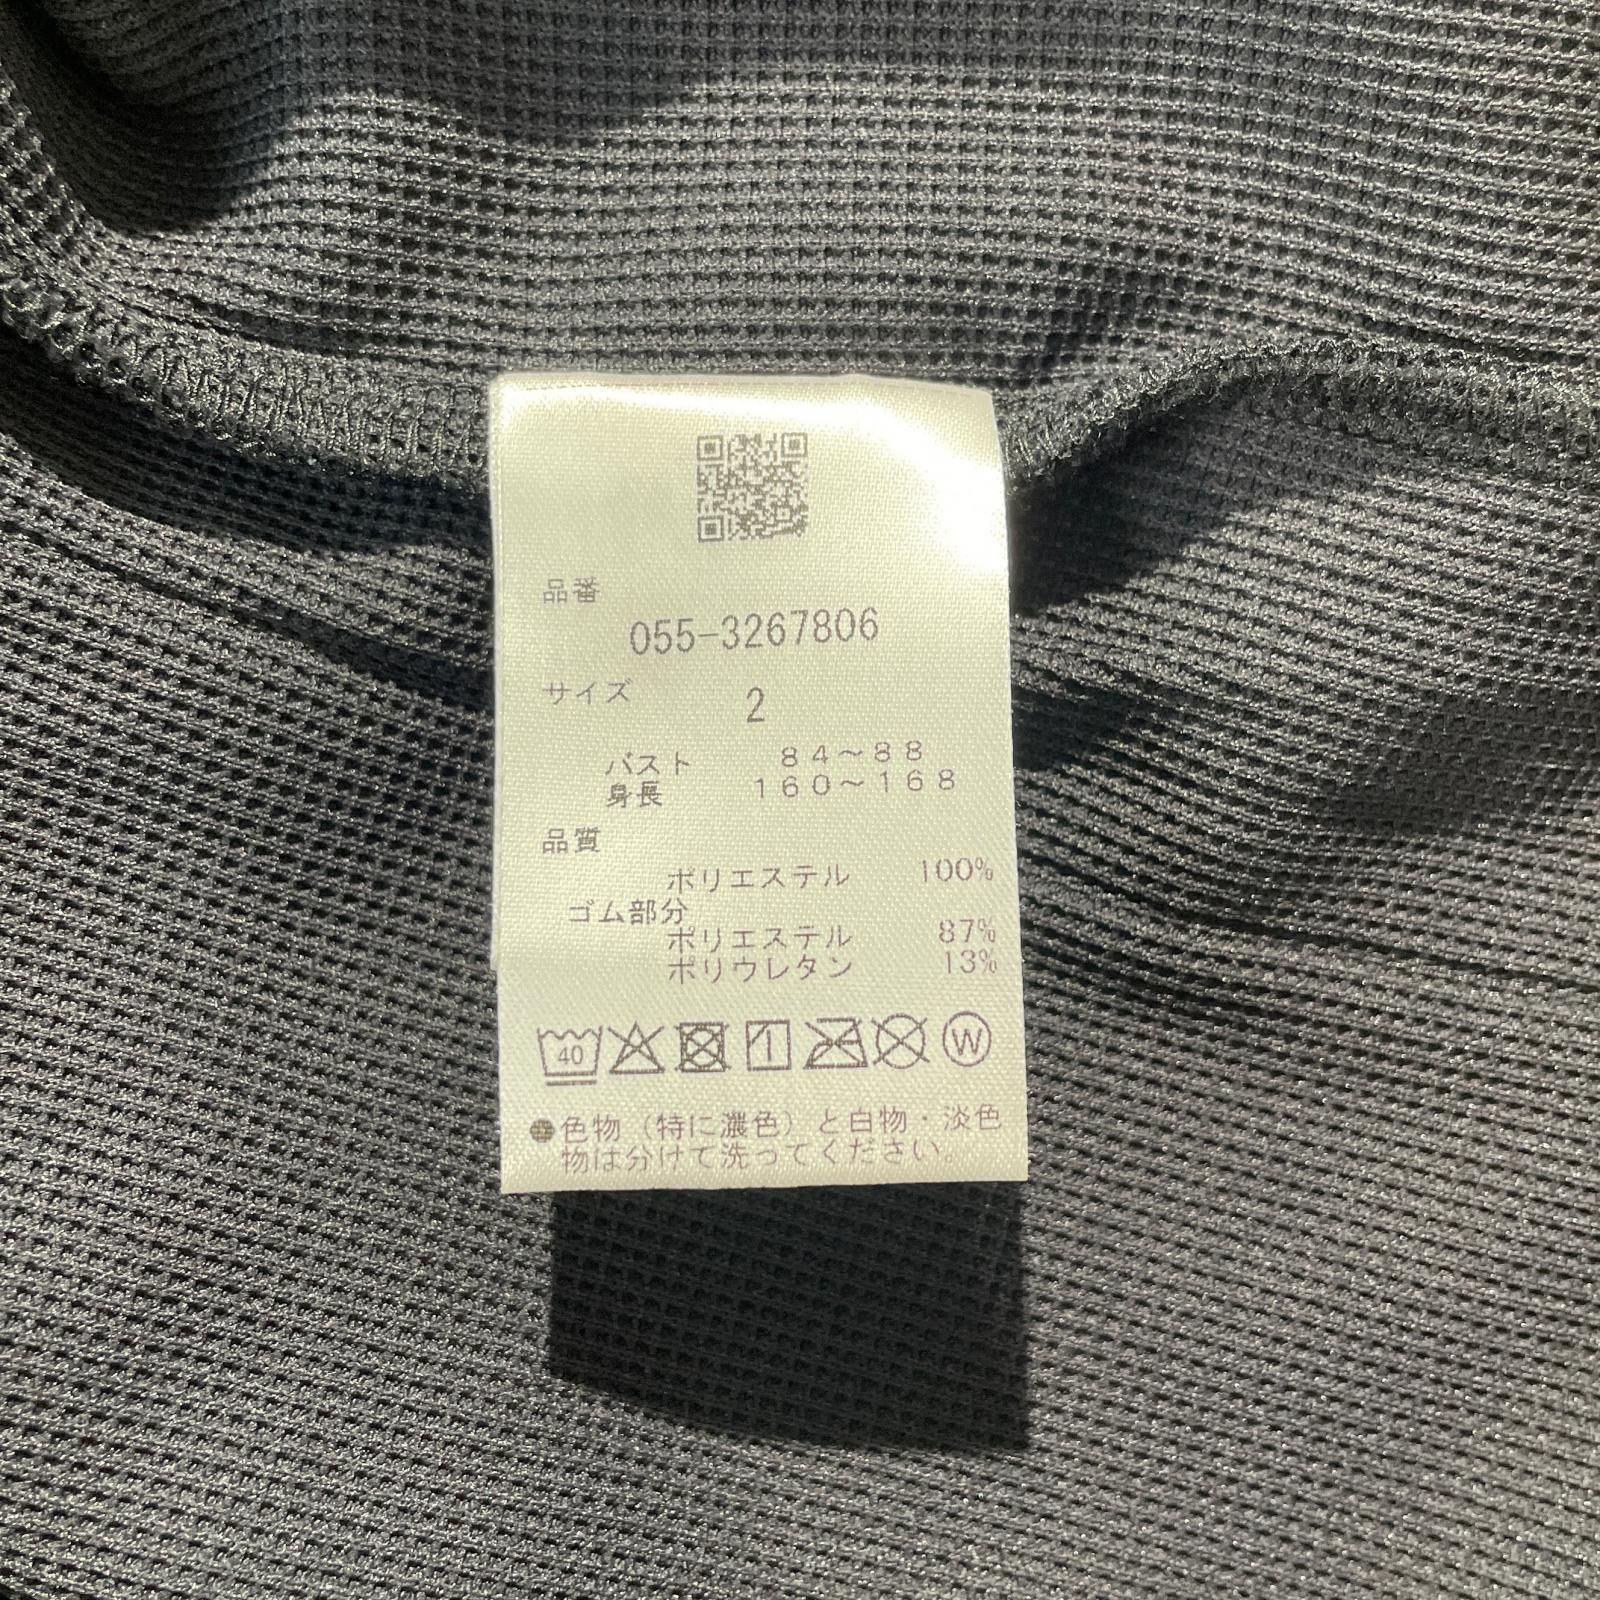 品番
055-3267806
サイズ 2
バスト 84～88
身長 160～168
品質
ポリエステル 100%
ゴム部分
ポリエステル 87%
ポリウレタン 13%
40 W
●色物（特に濃色）と白物・淡色
物は分けて洗ってください。